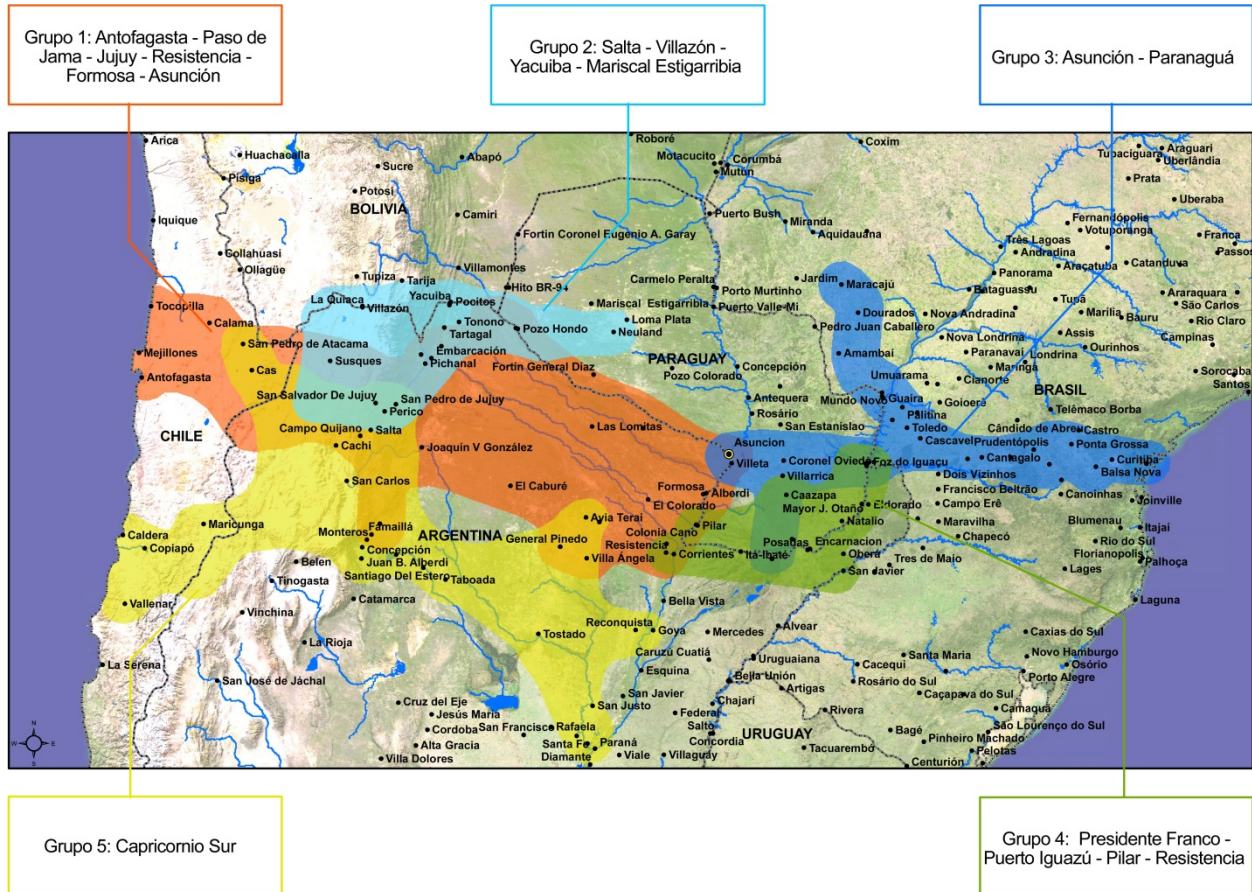 Grupo 1: Antofagasta - Paso de
Jama - Jujuy - Resistencia -
Formosa - Asunción
Grupo 2: Salta - Villazón -
Yacuiba - Mariscal Estigarribia
Grupo 3: Asunción - Paranaguá
Arica
Huachacalla
Pisiga
Sucre
Abapó
Roboré
Motacucito
Corumbá
Mutún
Coxim
Tupaciguara
Araguari
Uberlândia
Prata
Potosi
BOLIVIA
Camiri
Puerto Bush
Miranda
Aquidauana
Uberaba
Fernandópolis
Votuporanga
Iquique
Fortin Coronel Eugenio A. Garay
Três Lagoas
Andradina
Franca
Passos
Collahuasi
Ollagüe
Tupiza
Tarija
Villamontes
Hito BR-94
Carmelo Peralta
Porto Murtinho
Jardim
Maracajú
Panorama
Araçatuba
Catanduva
Bataguassu
Tocopilla
La Quiaca
Villazón
Yacuiba
Pocitos
Mariscal Estigarribia
Puerto Valle-Mi
Dourados
Nova Andradina
Tupã
Marília
Bauru
Araraquara
São Carlos
Rio Claro
Calama
Tonono
Tartagal
Pozo Hondo
Loma Plata
Neuland
Pedro Juan Caballero
Nova Londrina
Assis
Ourinhos
Campinas
Mejillones
San Pedro de Atacama
Susques
Embarcación
Pichanal
PARAGUAY
Amambaí
Paranavai
Londrina
Maringá
Antofagasta
Cas
Fortin General Diaz
Pozo Colorado
Concepción
Umuarama
Cianorte
BRASIL
Sorocaba
Santos
San Salvador De Jujuy
San Pedro de Jujuy
Perico
Antequera
Mundo Novo
Guaira
Goioerê
Telêmaco Borba
Rosário
San Estanislao
Palitina
Toledo
Cândido de Abreu
Castro
CHILE
Campo Quijano
Salta
Cachi
Joaquin V González
Las Lomitas
Asuncion
Villeta
Cascavel
Prudentópolis
Ponta Grossa
Coronel Oviedo
Foz do Iguaçu
Cantagalo
Curitiba
Balsa Nova
San Carlos
El Caburé
Formosa
Alberdi
Villarrica
Dois Vizinhos
Francisco Beltrão
Canoinhas
Joinville
El Colorado
Caazapa
Mayor J. Otaño
Eldorado
Campo Erê
Maricunga
Famaillá
Monteros
ARGENTINA
Avia Terai
Colonia Cano
Pilar
Natalio
Maravilha
Blumenau
Itajaí
Caldera
Copiapó
Concepción
Juan B. Alberdi
General Pinedo
Resistencia
Corrientes
Posadas
Encarnacion
Chapecó
Rio do Sul
Florianopolis
Belen
Villa Ángela
Itá-Ibaté
Oberá
Tres de Maio
Palhoça
Tinogasta
Santiago Del Estero
Taboada
San Javier
Lages
Vallenar
Vinchina
Catamarca
Bella Vista
Laguna
La Rioja
Tostado
Reconquista
Goya
Mercedes
Alvear
Caxias do Sul
La Serena
Caruzu Cuatiá
Uruguaiana
Santa Maria
Novo Hamburgo
Osório
San José de Jáchal
Esquina
Bella Unión
Cacequi
Rosário do Sul
Porto Alegre
Cruz del Eje
San Javier
San Justo
Chajarí
Artigas
Caçapava do Sul
Camaquã
Jesús Maria
Cordoba
San Francisco
Rafaela
Federal
Salto
Rivera
São Lourenço do Sul
Alta Gracia
Santa Fe
Paraná
Concordia
URUGUAY
Bagé
Pinheiro Machado
Pelotas
Villa Dolores
Diamante
Viale
Villaguay
Tacuarembó
Centurión
N
W E
S
Grupo 5: Capricornio Sur
Grupo 4: Presidente Franco -
Puerto Iguazú - Pilar - Resistencia